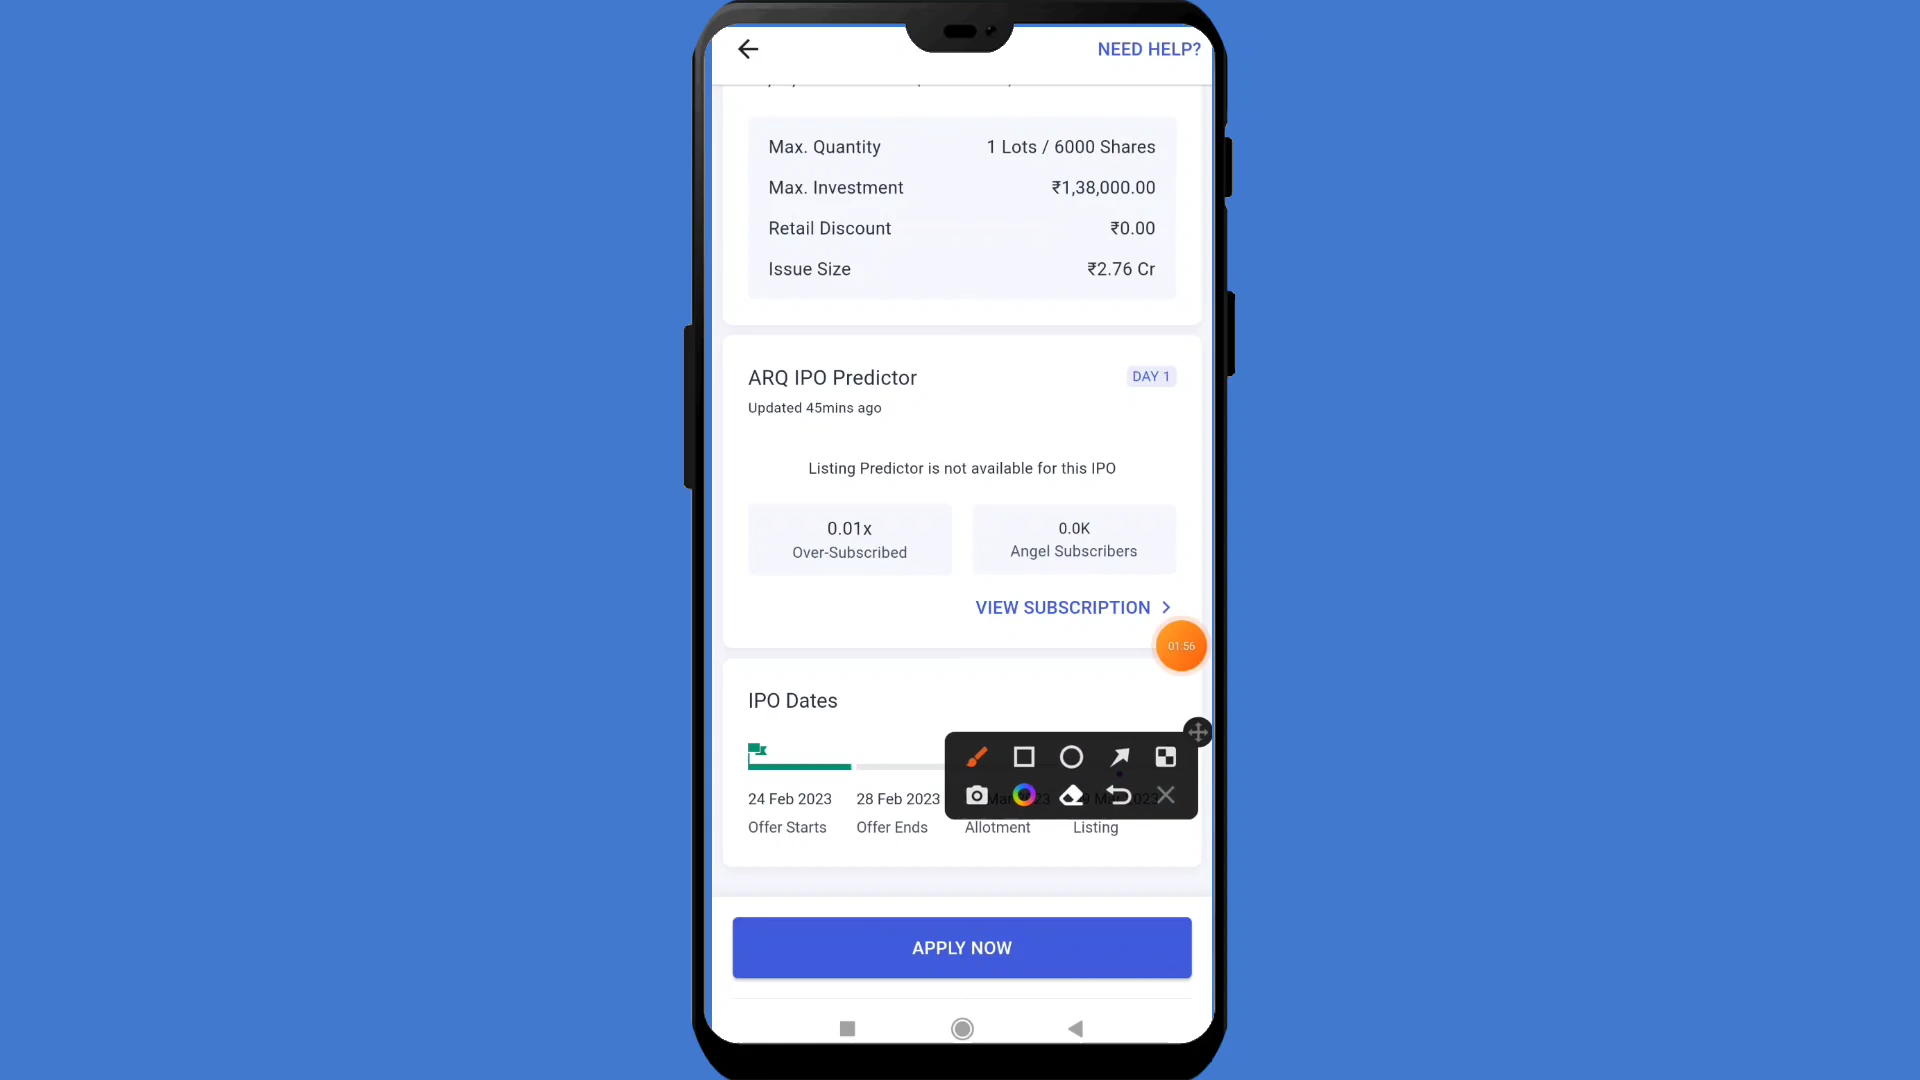 NEED HELP?
Max. Quantity 1 Lots / 6000 Shares
Max. Investment ₹1,38,000.00
Retail Discount ₹0.00
Issue Size ₹2.76 Cr
ARQ IPO Predictor DAY 1
Updated 45mins ago
Listing Predictor is not available for this IPO
0.01x 0.0K
Over-Subscribed Angel Subscribers
VIEW SUBSCRIPTION
01:56
IPO Dates
24 Feb 2023 28 Feb 2023
Offer Starts Offer Ends Allotment Listing
APPLY NOW